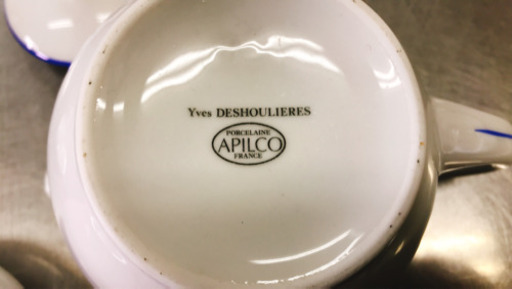 Yves DESHOULIERES
PORCELAINE
APILCO
FRANCE